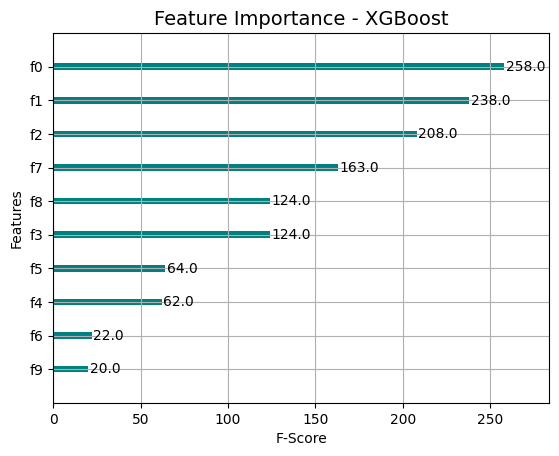 Feature Importance - XGBoost
f0
258.0
f1
238.0
f2
208.0
f7
163.0
f8
124.0
f3
124.0
f5
64.0
f4
62.0
f6
22.0
f9
20.0
Features
0 50 100 150 200 250
F-Score